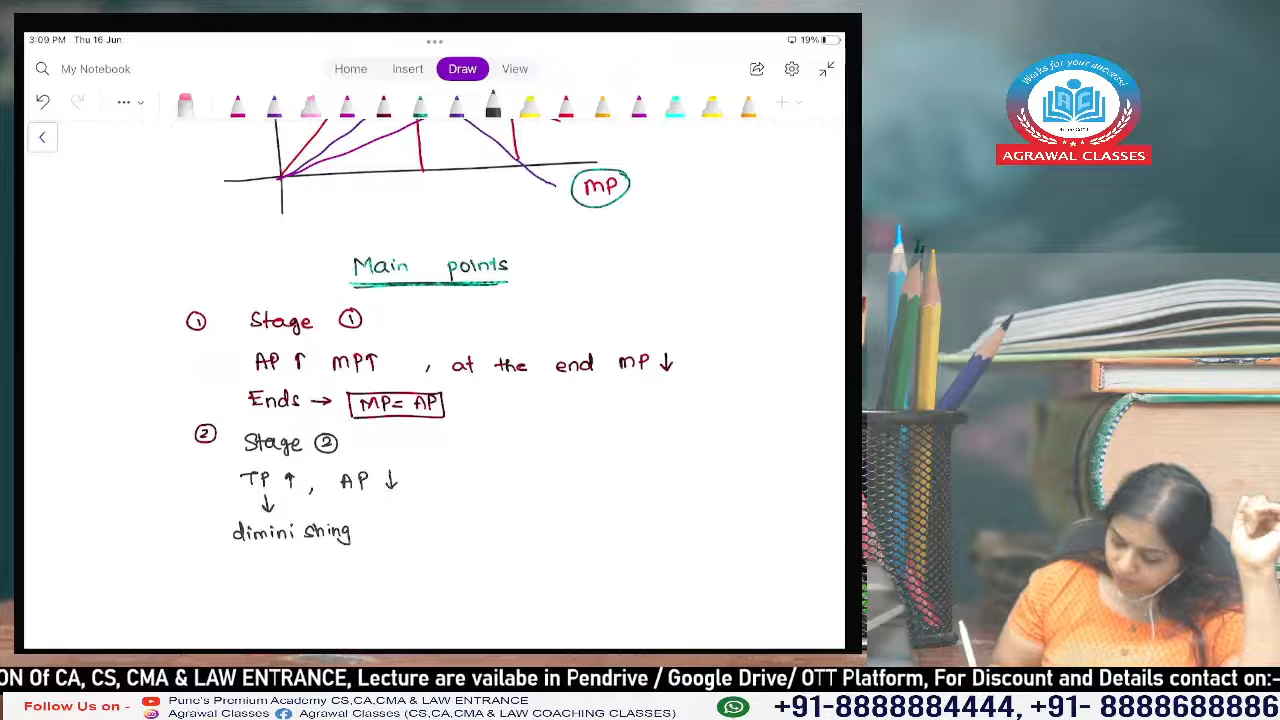 3:09 PM Thu 16 Jun
19%
My Notebook
Home Insert Draw View
MP
Main points
① Stage ①
AP ↑ MP↑ , at the end MP ↓
Ends → MP = AP
② Stage ②
TP ↑ , AP ↓
↓
diminishing
Works for your success!
AC
AGRAWAL CLASSES
ON Of CA, CS, CMA & LAW ENTRANCE, Lecture are vailabe in Pendrive / Google Drive/ OTT Platform, For Discount and Details contact on:-
Follow Us on - Pune's Premium Academy CS,CA,CMA & LAW ENTRANCE
Agrawal Classes Agrawal Classes (CS,CA,CMA & LAW COACHING CLASSES)
+91-8888884444, +91- 8888688886